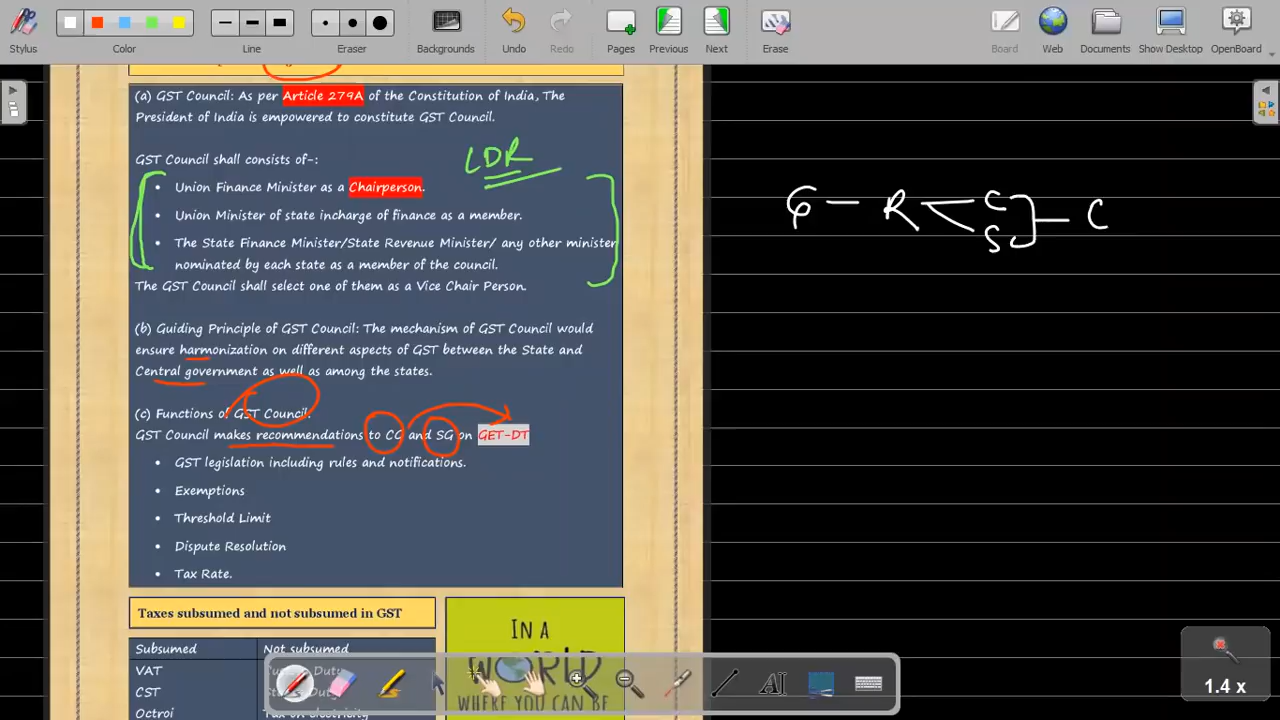 Stylus Color Line Eraser Backgrounds Undo Redo Pages Previous Next Erase Board Web Documents Show Desktop OpenBoard
(a) GST Council: As per Article 279A of the Constitution of India, The
President of India is empowered to constitute GST Council.
LDR
GST Council shall consists of-:
• Union Finance Minister as a Chairperson.
• Union Minister of state incharge of finance as a member.
• The State Finance Minister/State Revenue Minister/ any other minister
nominated by each state as a member of the council.
The GST Council shall select one of them as a Vice Chair Person.
(b) Guiding Principle of GST Council: The mechanism of GST Council would
ensure harmonization on different aspects of GST between the State and
Central government as well as among the states.
(c) Functions of GST Council:
GST Council makes recommendations to CG and SG on GET-DT
• GST legislation including rules and notifications.
• Exemptions
• Threshold Limit
• Dispute Resolution
• Tax Rate.
Taxes subsumed and not subsumed in GST
Subsumed Not subsumed
VAT
CST
Octroi Tax on electricity
IN A
WORLD
WHERE YOU CAN BE
G — R C S — C
1.4 x